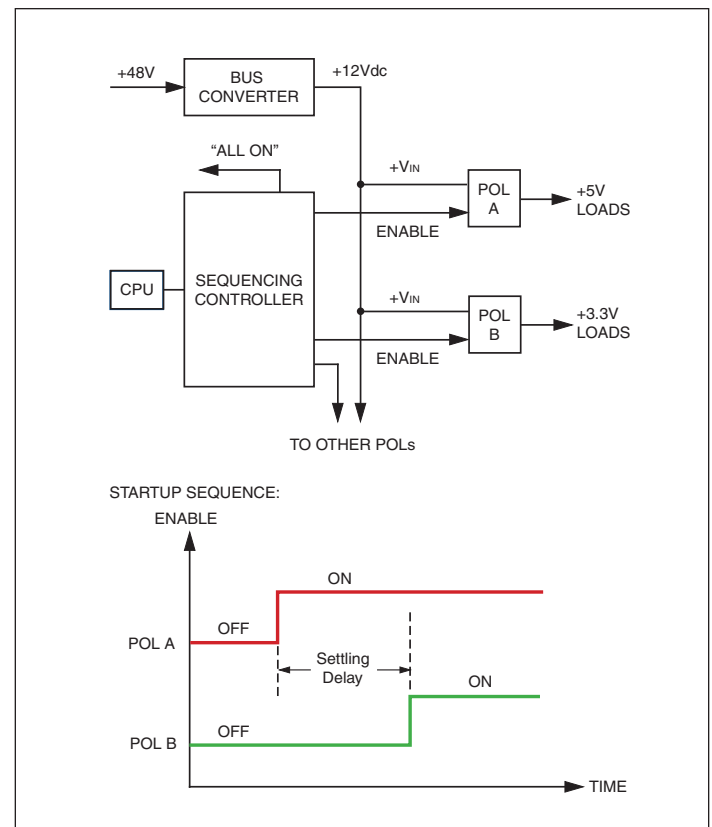 +48V
BUS
CONVERTER
+12Vdc
“ALL ON”
+VIN
POL
A
+5V
LOADS
ENABLE
CPU
SEQUENCING
CONTROLLER
+VIN
POL
B
+3.3V
LOADS
ENABLE
TO OTHER POLs
STARTUP SEQUENCE:
ENABLE
ON
OFF
POL A
Settling
Delay
ON
OFF
POL B
TIME